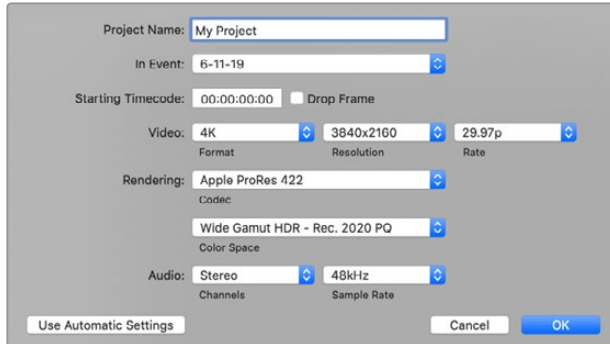 Project Name: My Project
In Event: 6-11-19
Starting Timecode: 00:00:00:00 Drop Frame
Video: 4K 3840x2160 29.97p
Format Resolution Rate
Rendering: Apple ProRes 422
Codec
Wide Gamut HDR - Rec. 2020 PQ
Color Space
Audio: Stereo 48kHz
Channels Sample Rate
Use Automatic Settings Cancel OK